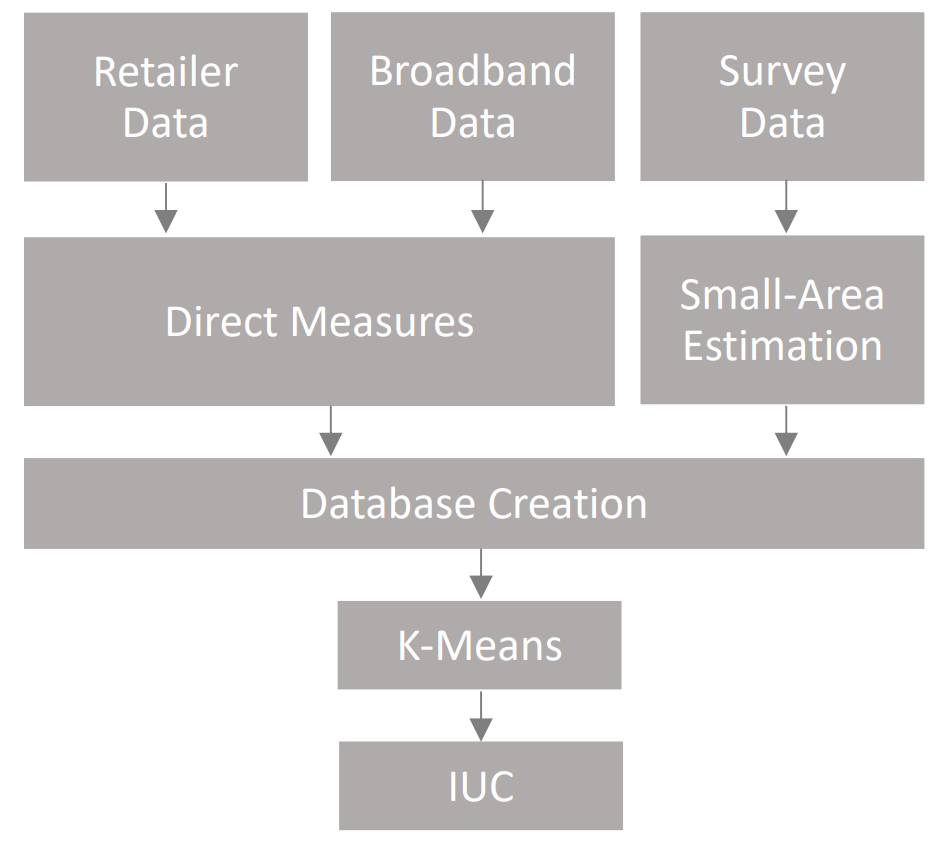 Retailer
Data
Broadband
Data
Survey
Data
Direct Measures
Small-Area
Estimation
Database Creation
K-Means
IUC